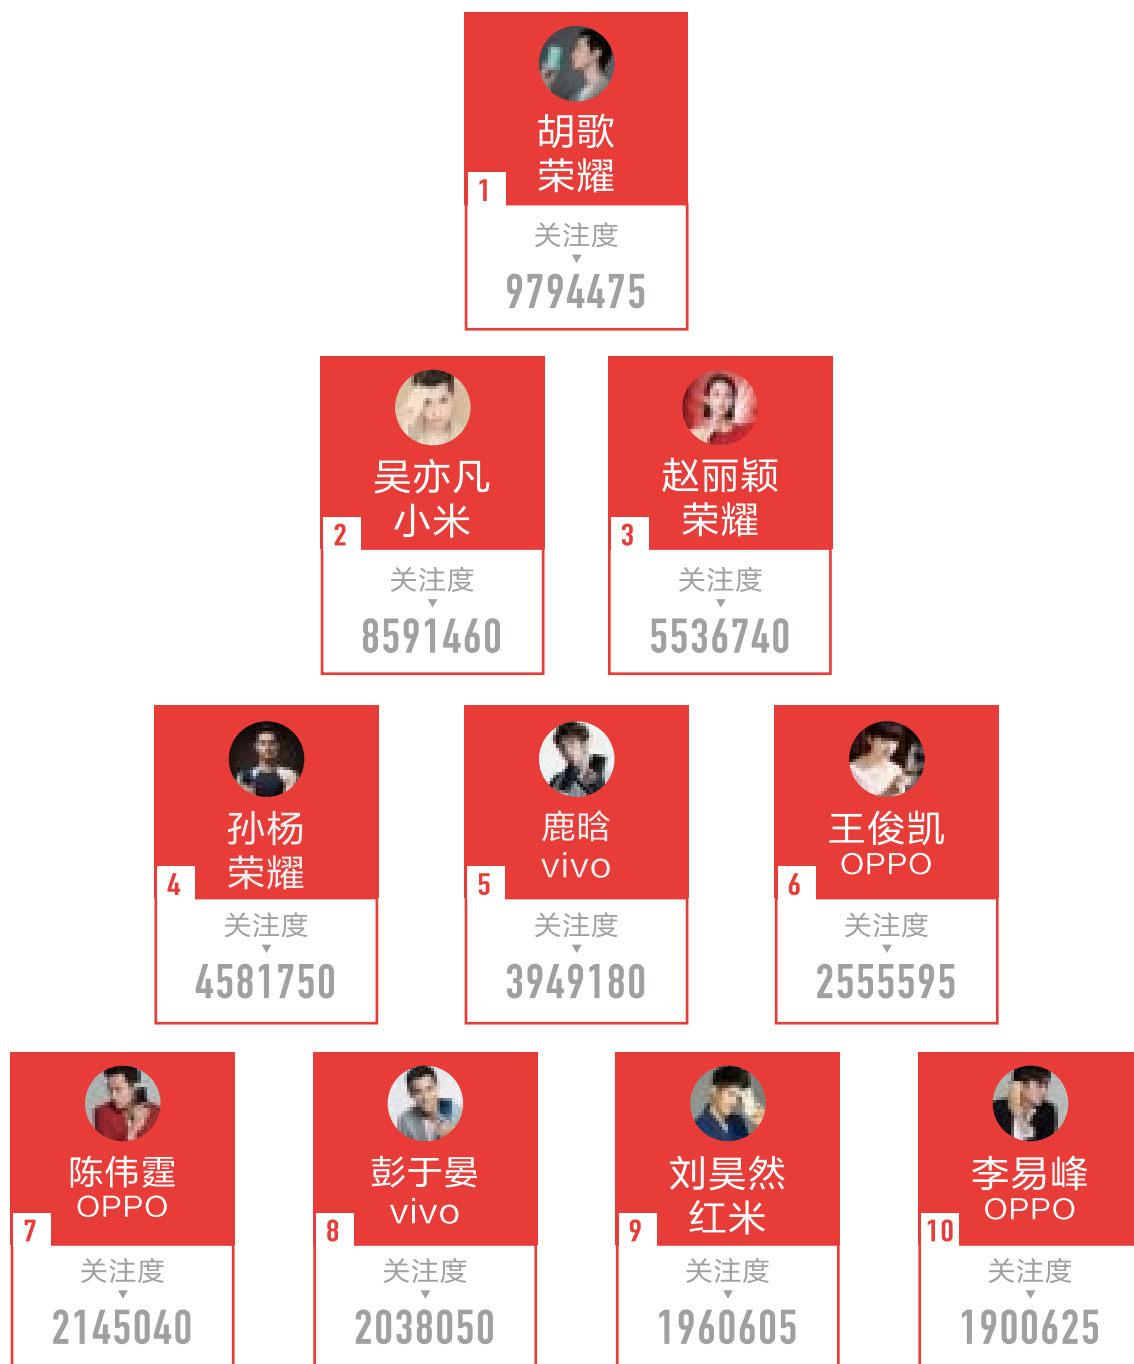 胡歌
荣耀
1
关注度
9794475
吴亦凡
小米
2
关注度
8591460
赵丽颖
荣耀
3
关注度
5536740
孙杨
荣耀
4
关注度
4581750
鹿晗
vivo
5
关注度
3949180
王俊凯
OPPO
6
关注度
2555595
陈伟霆
OPPO
7
关注度
2145040
彭于晏
vivo
8
关注度
2038050
刘昊然
红米
9
关注度
1960605
李易峰
OPPO
10
关注度
1900625